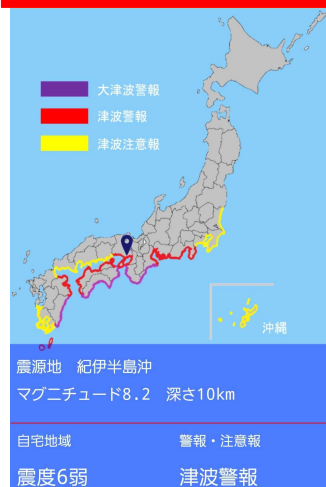 大津波警報
津波警報
津波注意報
沖縄
震源地 紀伊半島沖
マグニチュード8.2 深さ10km
自宅地域 警報・注意報
震度6弱 津波警報